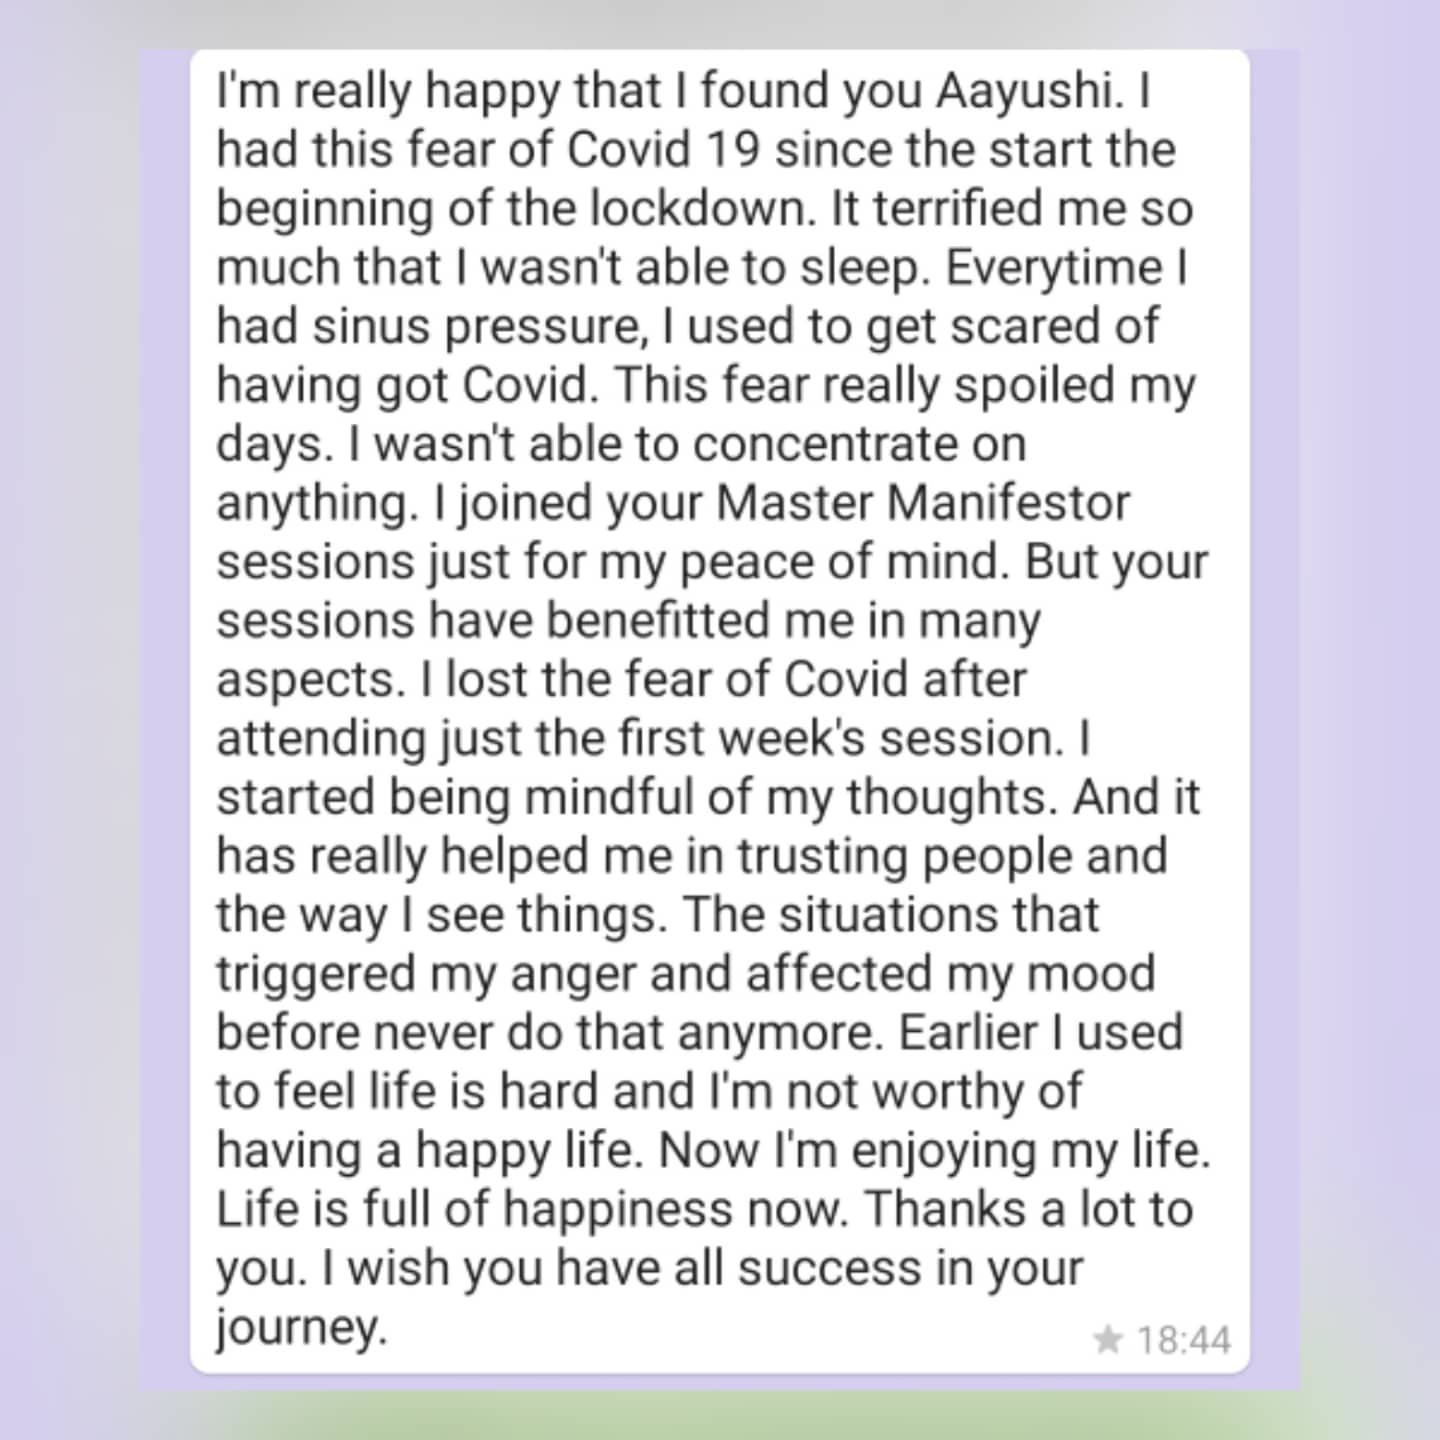 I'm really happy that I found you Aayushi. I
had this fear of Covid 19 since the start the
beginning of the lockdown. It terrified me so
much that I wasn't able to sleep. Everytime I
had sinus pressure, I used to get scared of
having got Covid. This fear really spoiled my
days. I wasn't able to concentrate on
anything. I joined your Master Manifestor
sessions just for my peace of mind. But your
sessions have benefitted me in many
aspects. I lost the fear of Covid after
attending just the first week's session. I
started being mindful of my thoughts. And it
has really helped me in trusting people and
the way I see things. The situations that
triggered my anger and affected my mood
before never do that anymore. Earlier I used
to feel life is hard and I'm not worthy of
having a happy life. Now I'm enjoying my life.
Life is full of happiness now. Thanks a lot to
you. I wish you have all success in your
journey.
★ 18:44